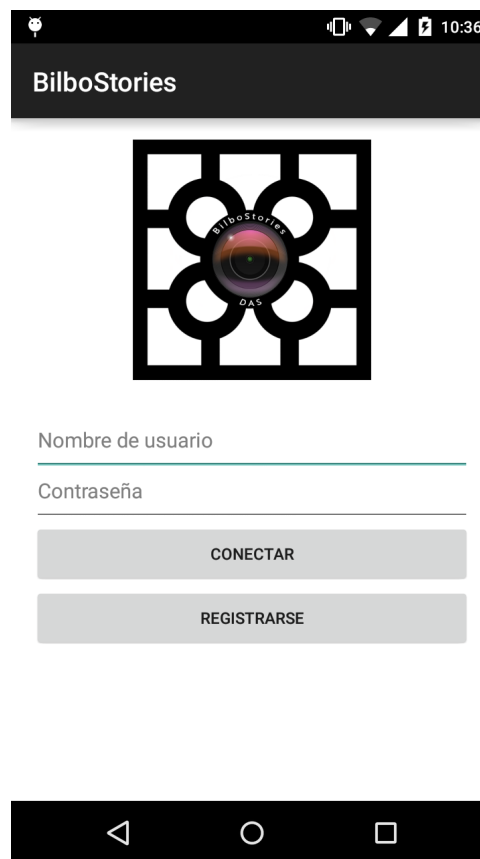 10:36
BilboStories
BilboStories
DAS
Nombre de usuario
Contraseña
CONECTAR
REGISTRARSE